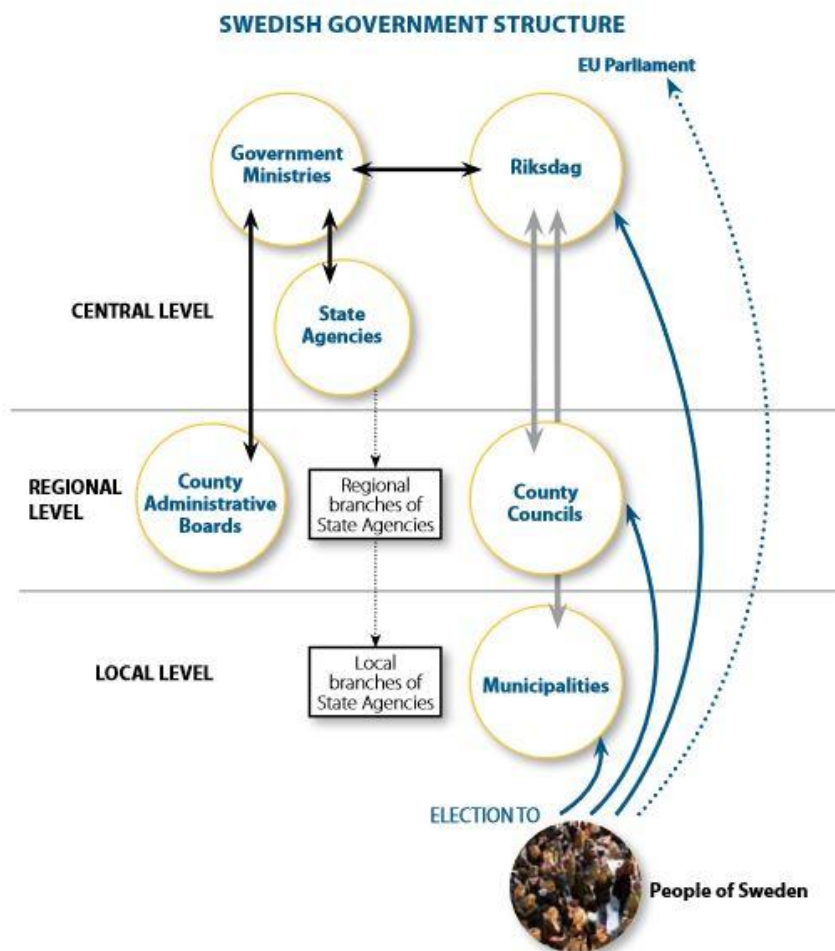 SWEDISH GOVERNMENT STRUCTURE
EU Parliament
Government
Ministries
Riksdag
CENTRAL LEVEL
State
Agencies
REGIONAL
LEVEL
County
Administrative
Boards
Regional
branches of
State Agencies
County
Councils
LOCAL LEVEL
Local
branches of
State Agencies
Municipalities
ELECTION TO
People of Sweden